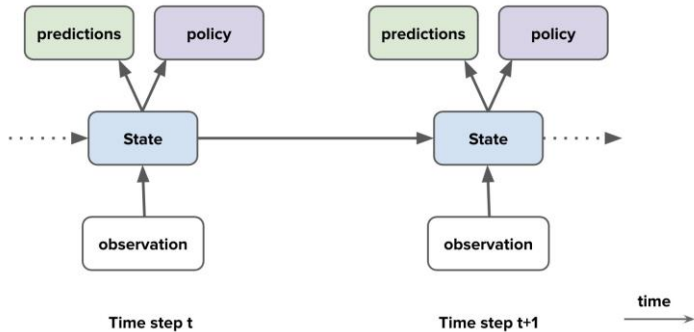 predictions
policy
predictions
policy
State
State
observation
observation
time
Time step t
Time step t+1